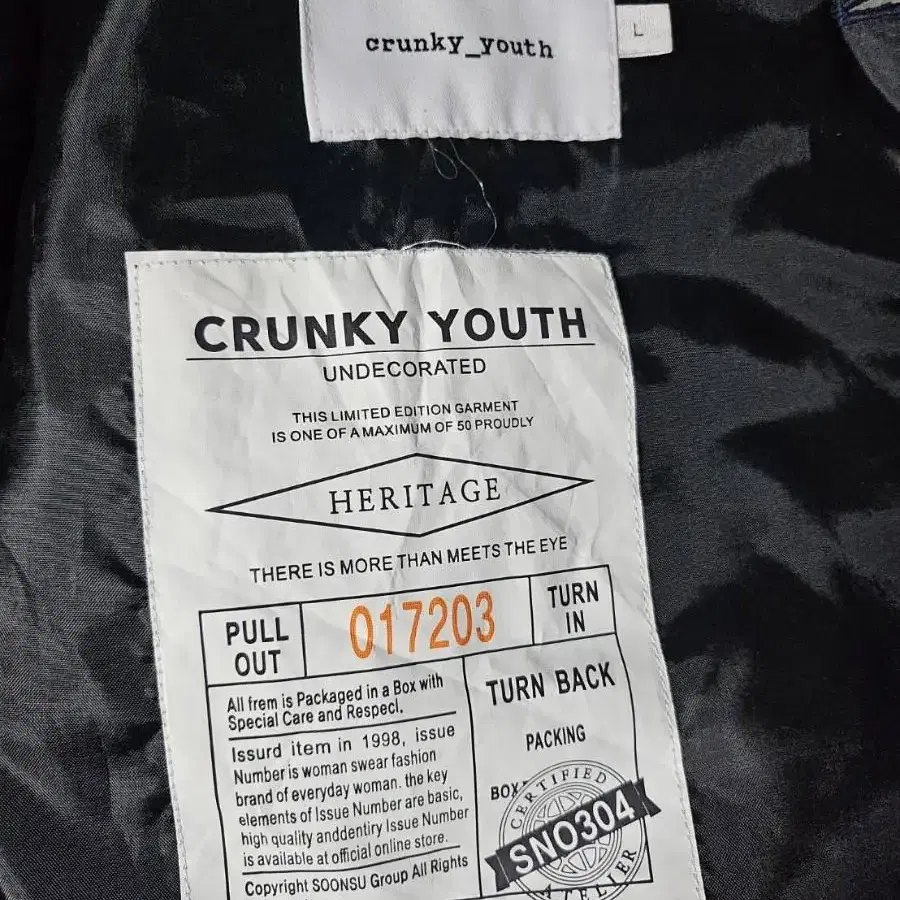 crunky_youth
L
CRUNKY YOUTH
UNDECORATED
THIS LIMITED EDITION GARMENT
IS ONE OF A MAXIMUM OF 50 PROUDLY
HERITAGE
THERE IS MORE THAN MEETS THE EYE
PULL
OUT
017203
TURN
IN
All frem is Packaged in a Box with
Special Care and Respecl.
Issurd item in 1998, issue
Number is woman swear fashion
brand of everyday woman. the key
elements of Issue Number are basic,
high quality anddentiry Issue Number
is available at official online store.
Copyright SOONSU Group All Rights
TURN BACK
PACKING
BOX
CERTIFIED
SNO304
ATELIER